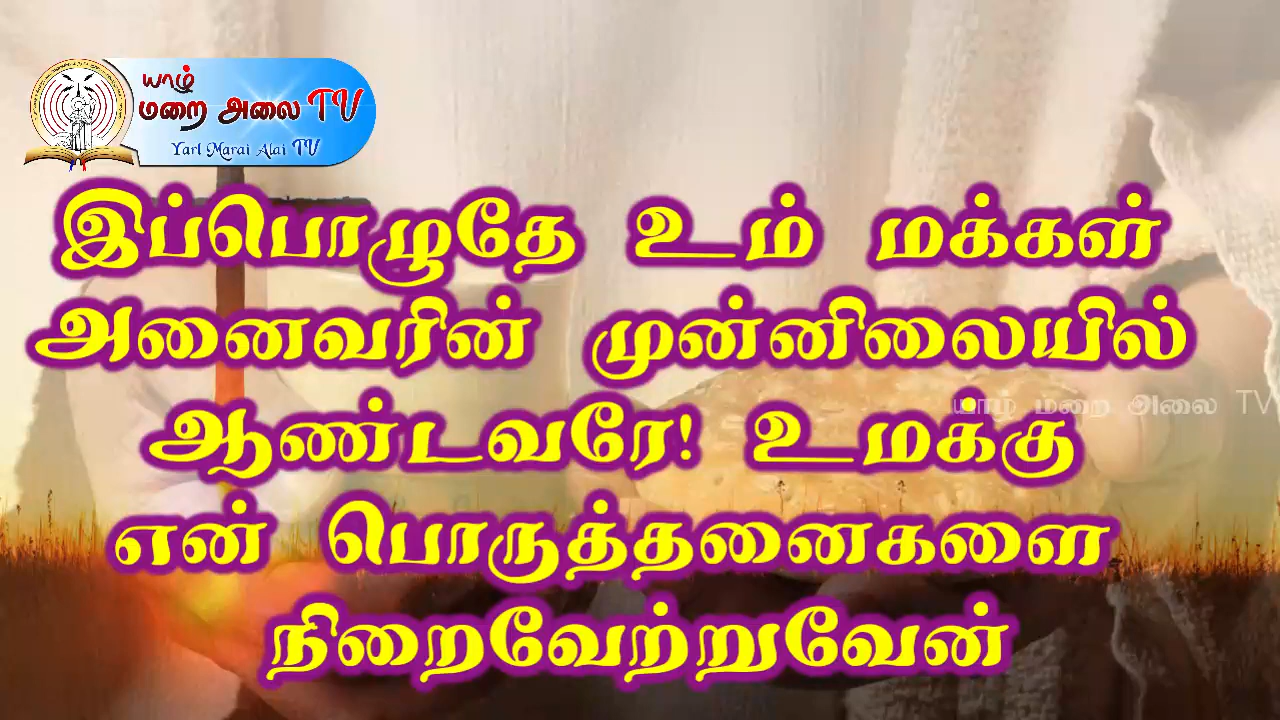 யாழ்
மறை அலை TV
Yarl Marai Alai TV
இப்பொழுதே உம் மக்கள்
அனைவரின் முன்னிலையில்
யாழ் மறை அலை TV
ஆண்டவரே! உமக்கு
என் பொருத்தனைகளை
நிறைவேற்றுவேன்